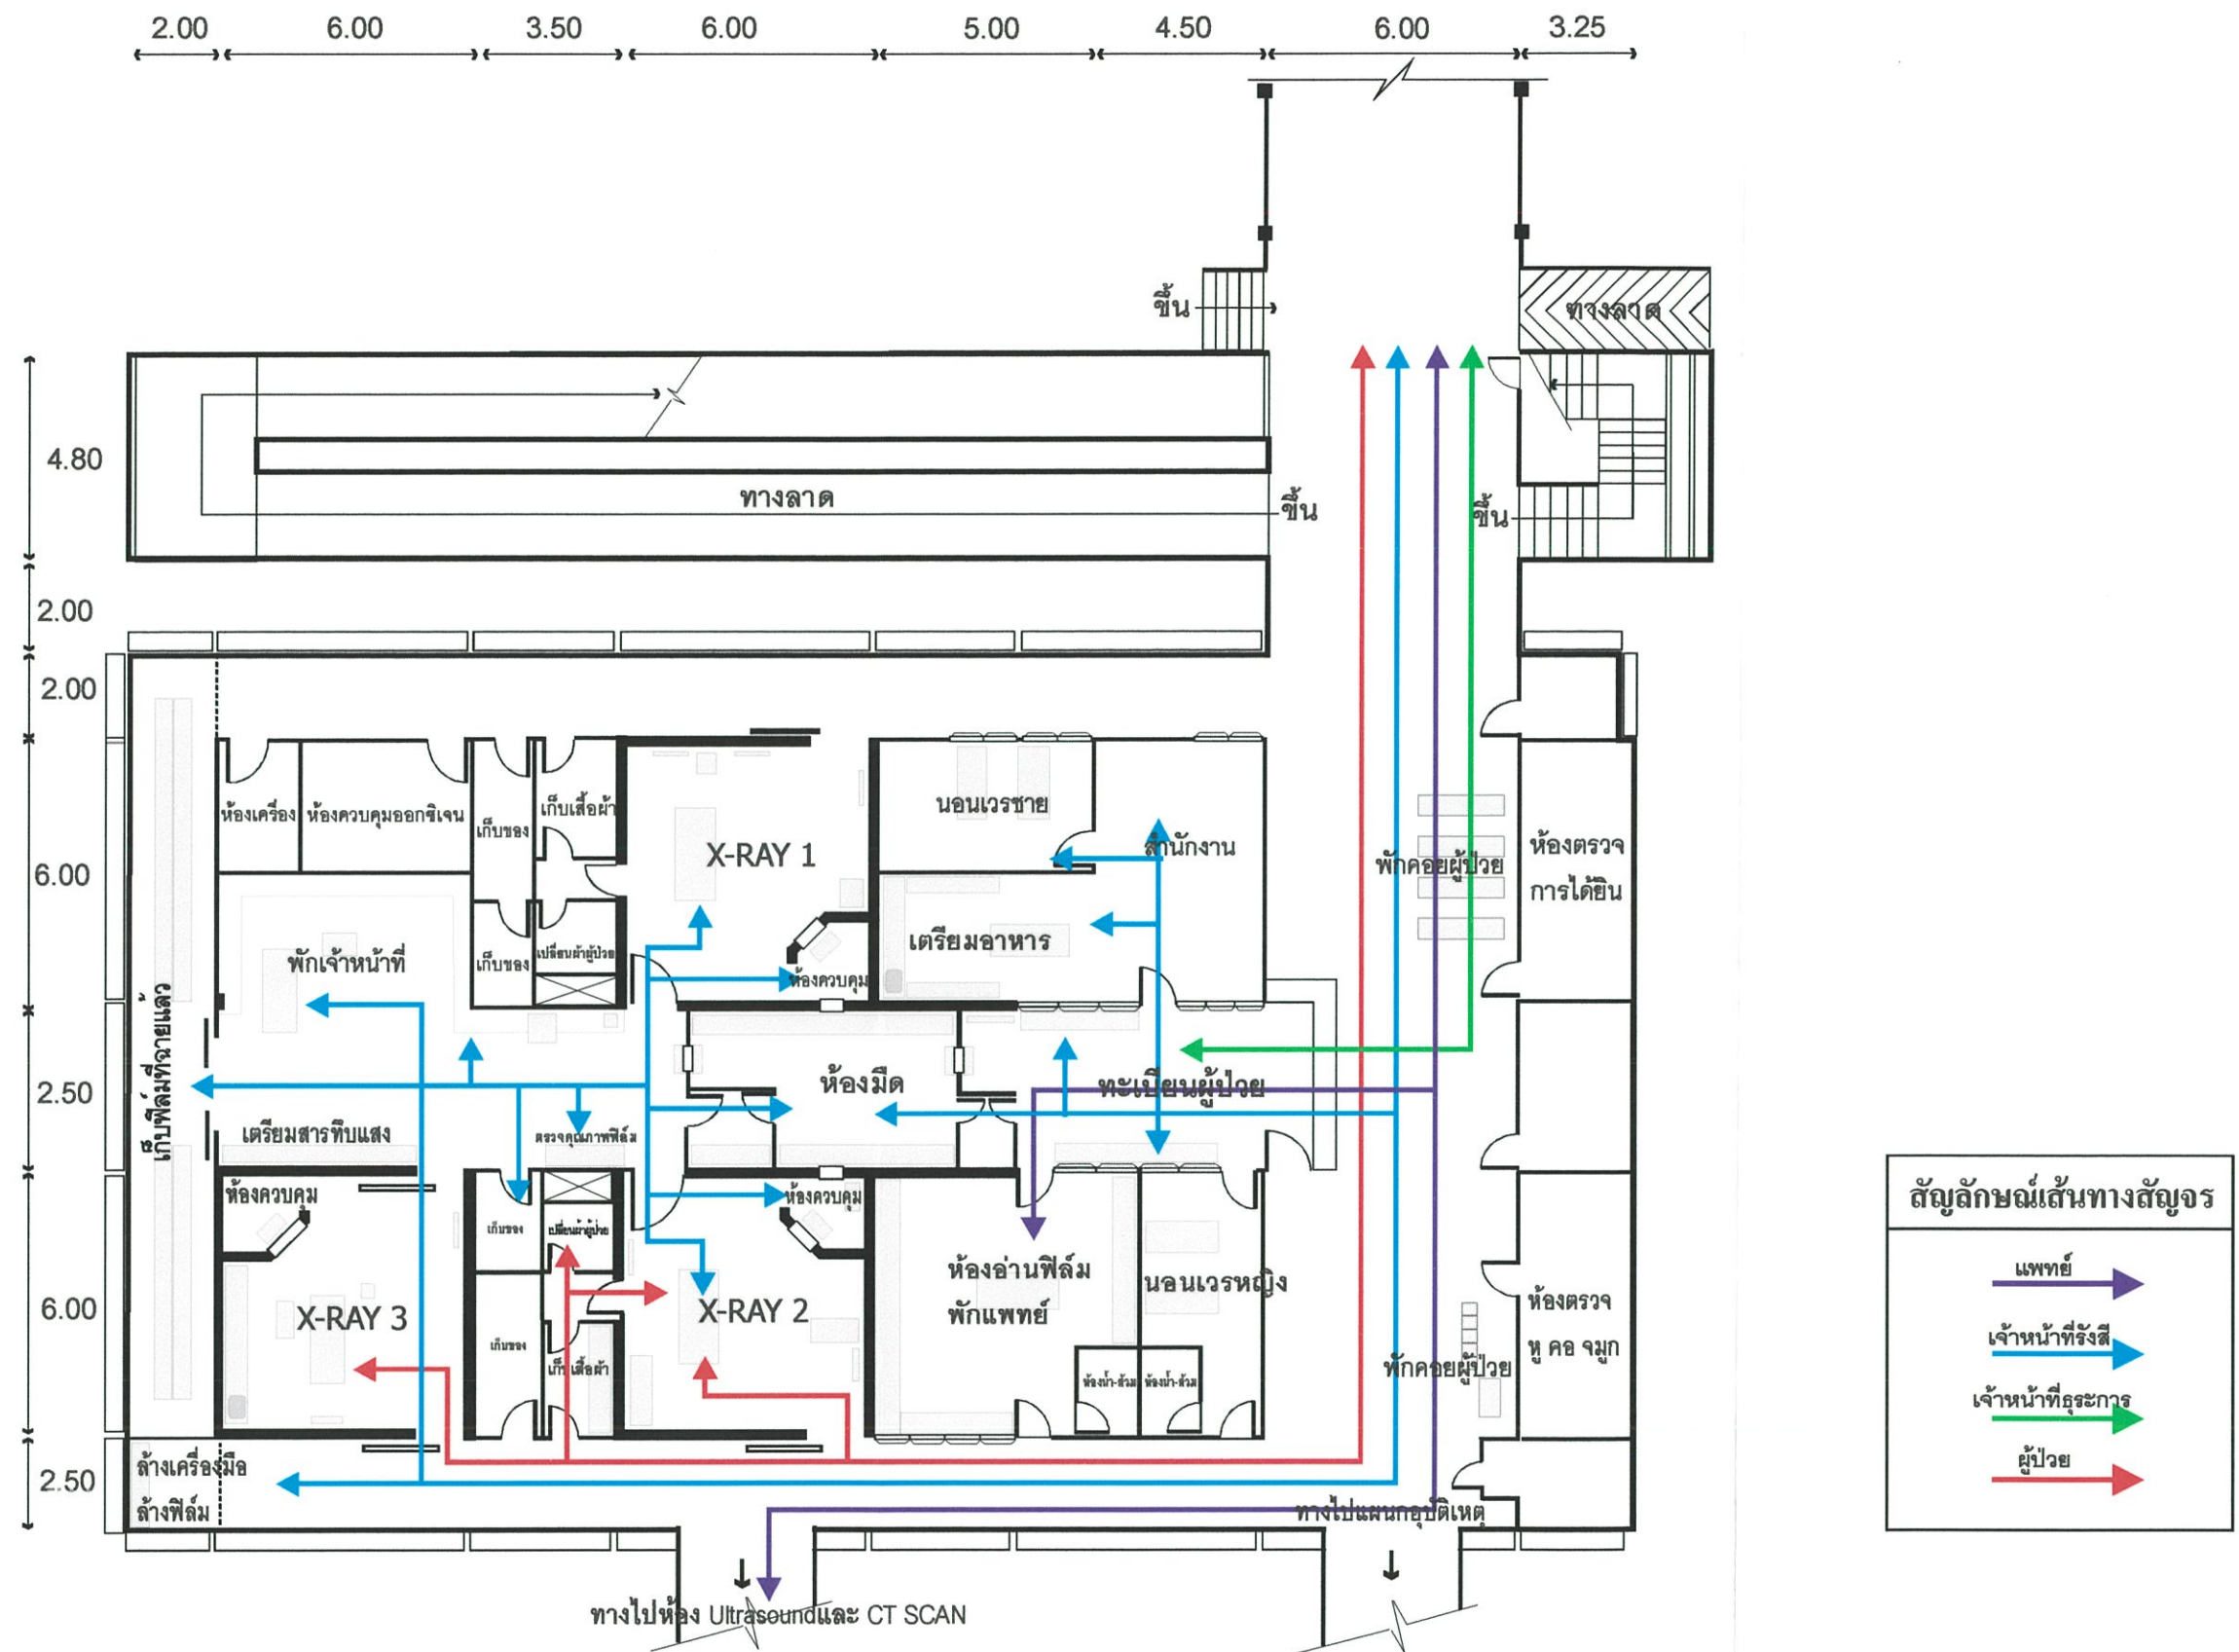 2.00 6.00 3.50 6.00 5.00 4.50 6.00 3.25
ขึ้น
ทางลาด
4.80
ทางลาด
ขึ้น
ขึ้น
2.00
2.00
6.00
ห้องเครื่อง
ห้องควบคุมออกซิเจน
เก็บของ
เก็บเสื้อผ้า
X-RAY 1
นอนเวรชาย
สำนักงาน
พักคอยผู้ป่วย
ห้องตรวจ
การได้ยิน
พักเจ้าหน้าที่
เก็บของ
เปลี่ยนผ้าผู้ป่วย
ห้องควบคุม
เตรียมอาหาร
เก็บฟิล์มที่ฉายแล้ว
2.50
ห้องมืด
ทะเบียนผู้ป่วย
เตรียมสารทึบแสง
ตรวจคุณภาพฟิล์ม
6.00
ห้องควบคุม
X-RAY 3
เก็บของ
เปลี่ยนผ้าผู้ป่วย
เก็บของ
เก็บเสื้อผ้า
ห้องควบคุม
X-RAY 2
ห้องอ่านฟิล์ม
พักแพทย์
นอนเวรหญิง
ห้องน้ำ-ส้วม
ห้องน้ำ-ส้วม
พักคอยผู้ป่วย
ห้องตรวจ
หู คอ จมูก
2.50
ล้างเครื่องมือ
ล้างฟิล์ม
ทางไปแผนกอุบัติเหตุ
ทางไปห้อง Ultrasoundและ CT SCAN
สัญลักษณ์เส้นทางสัญจร
แพทย์
เจ้าหน้าที่รังสี
เจ้าหน้าที่ธุระการ
ผู้ป่วย